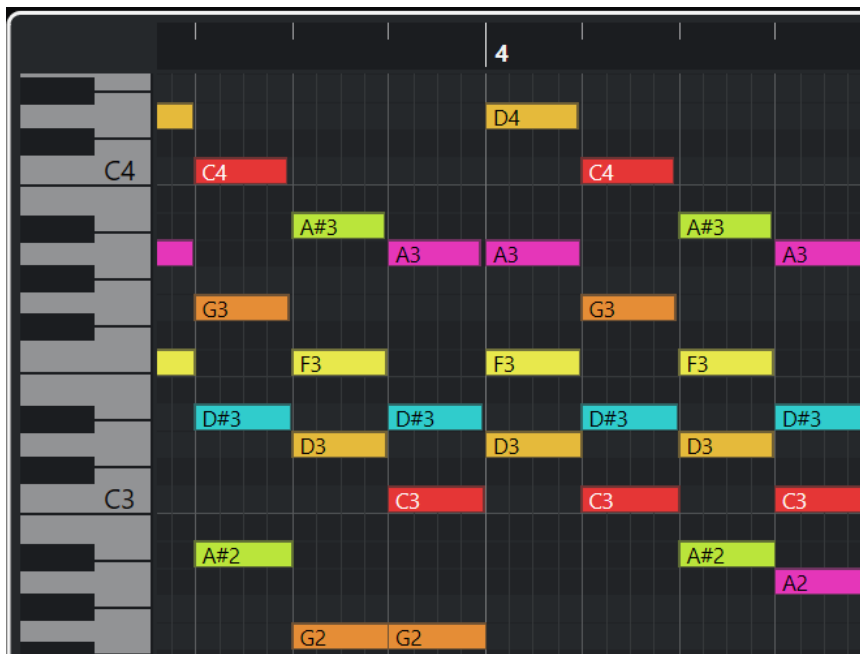 4
D4
C4 C4 C4
A#3 A#3
A3 A3 A3
G3 G3
F3 F3 F3
D#3 D#3 D#3 D#3
D3 D3 D3
C3 C3 C3 C3
A#2 A#2
A2
G2 G2